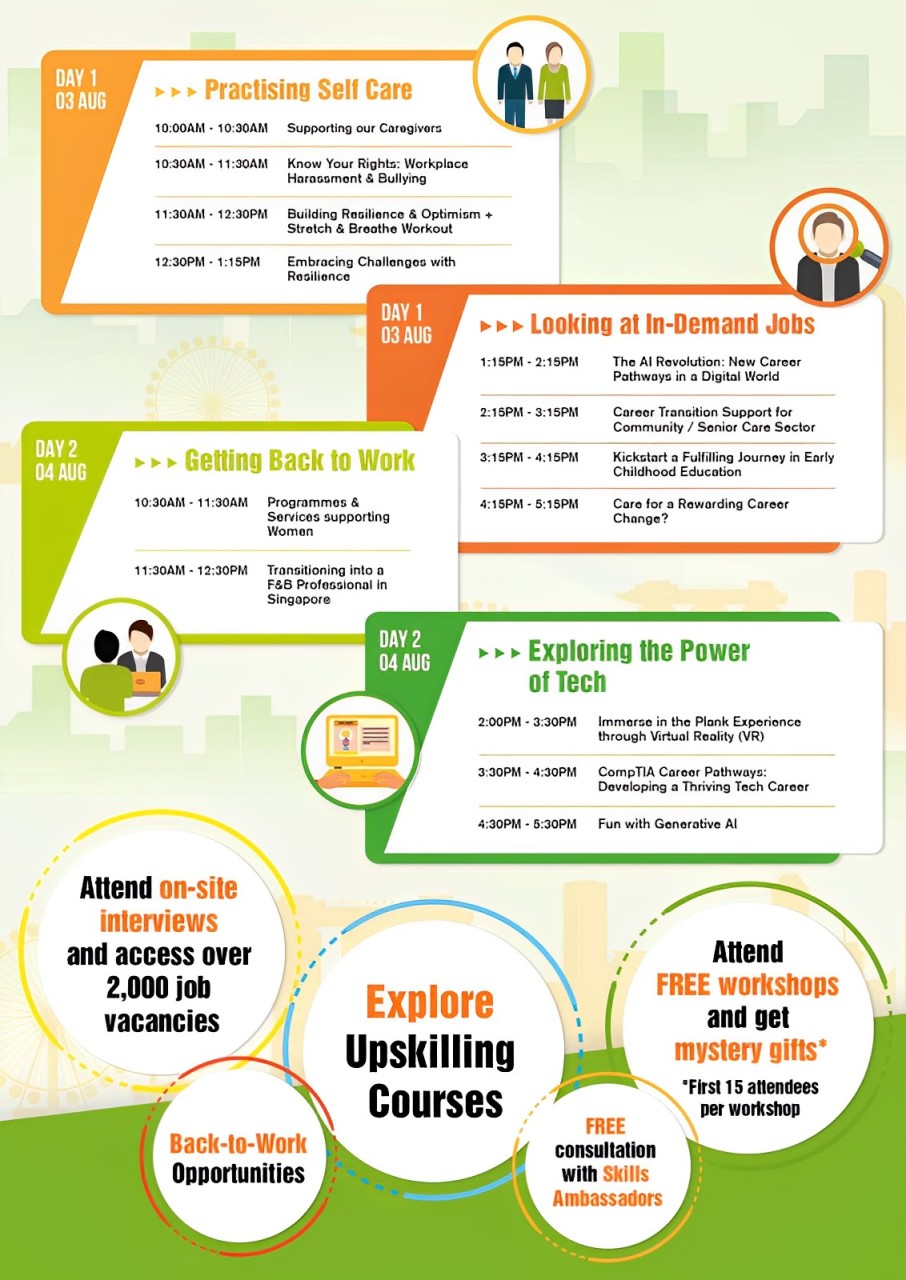 DAY 1
03 AUG
Practising Self Care
10:00AM - 10:30AM Supporting our Caregivers
10:30AM - 11:30AM Know Your Rights: Workplace
Harassment & Bullying
11:30AM - 12:30PM Building Resilience & Optimism +
Stretch & Breathe Workout
12:30PM - 1:15PM Embracing Challenges with
Resilience
DAY 1
03 AUG
Looking at In-Demand Jobs
1:15PM - 2:15PM The AI Revolution: New Career
Pathways in a Digital World
2:15PM - 3:15PM Career Transition Support for
Community / Senior Care Sector
3:15PM - 4:15PM Kickstart a Fulfilling Journey in Early
Childhood Education
4:15PM - 5:15PM Care for a Rewarding Career
Change?
DAY 2
04 AUG
Getting Back to Work
10:30AM - 11:30AM Programmes &
Services supporting
Women
11:30AM - 12:30PM Transitioning into a
F&B Professional in
Singapore
DAY 2
04 AUG
Exploring the Power
of Tech
2:00PM - 3:30PM Immerse in the Plank Experience
through Virtual Reality (VR)
3:30PM - 4:30PM CompTIA Career Pathways:
Developing a Thriving Tech Career
4:30PM - 5:30PM Fun with Generative AI
Attend on-site
interviews
and access over
2,000 job
vacancies
Explore
Upskilling
Courses
Attend
FREE workshops
and get
mystery gifts*
*First 15 attendees
per workshop
Back-to-Work
Opportunities
FREE
consultation
with Skills
Ambassadors